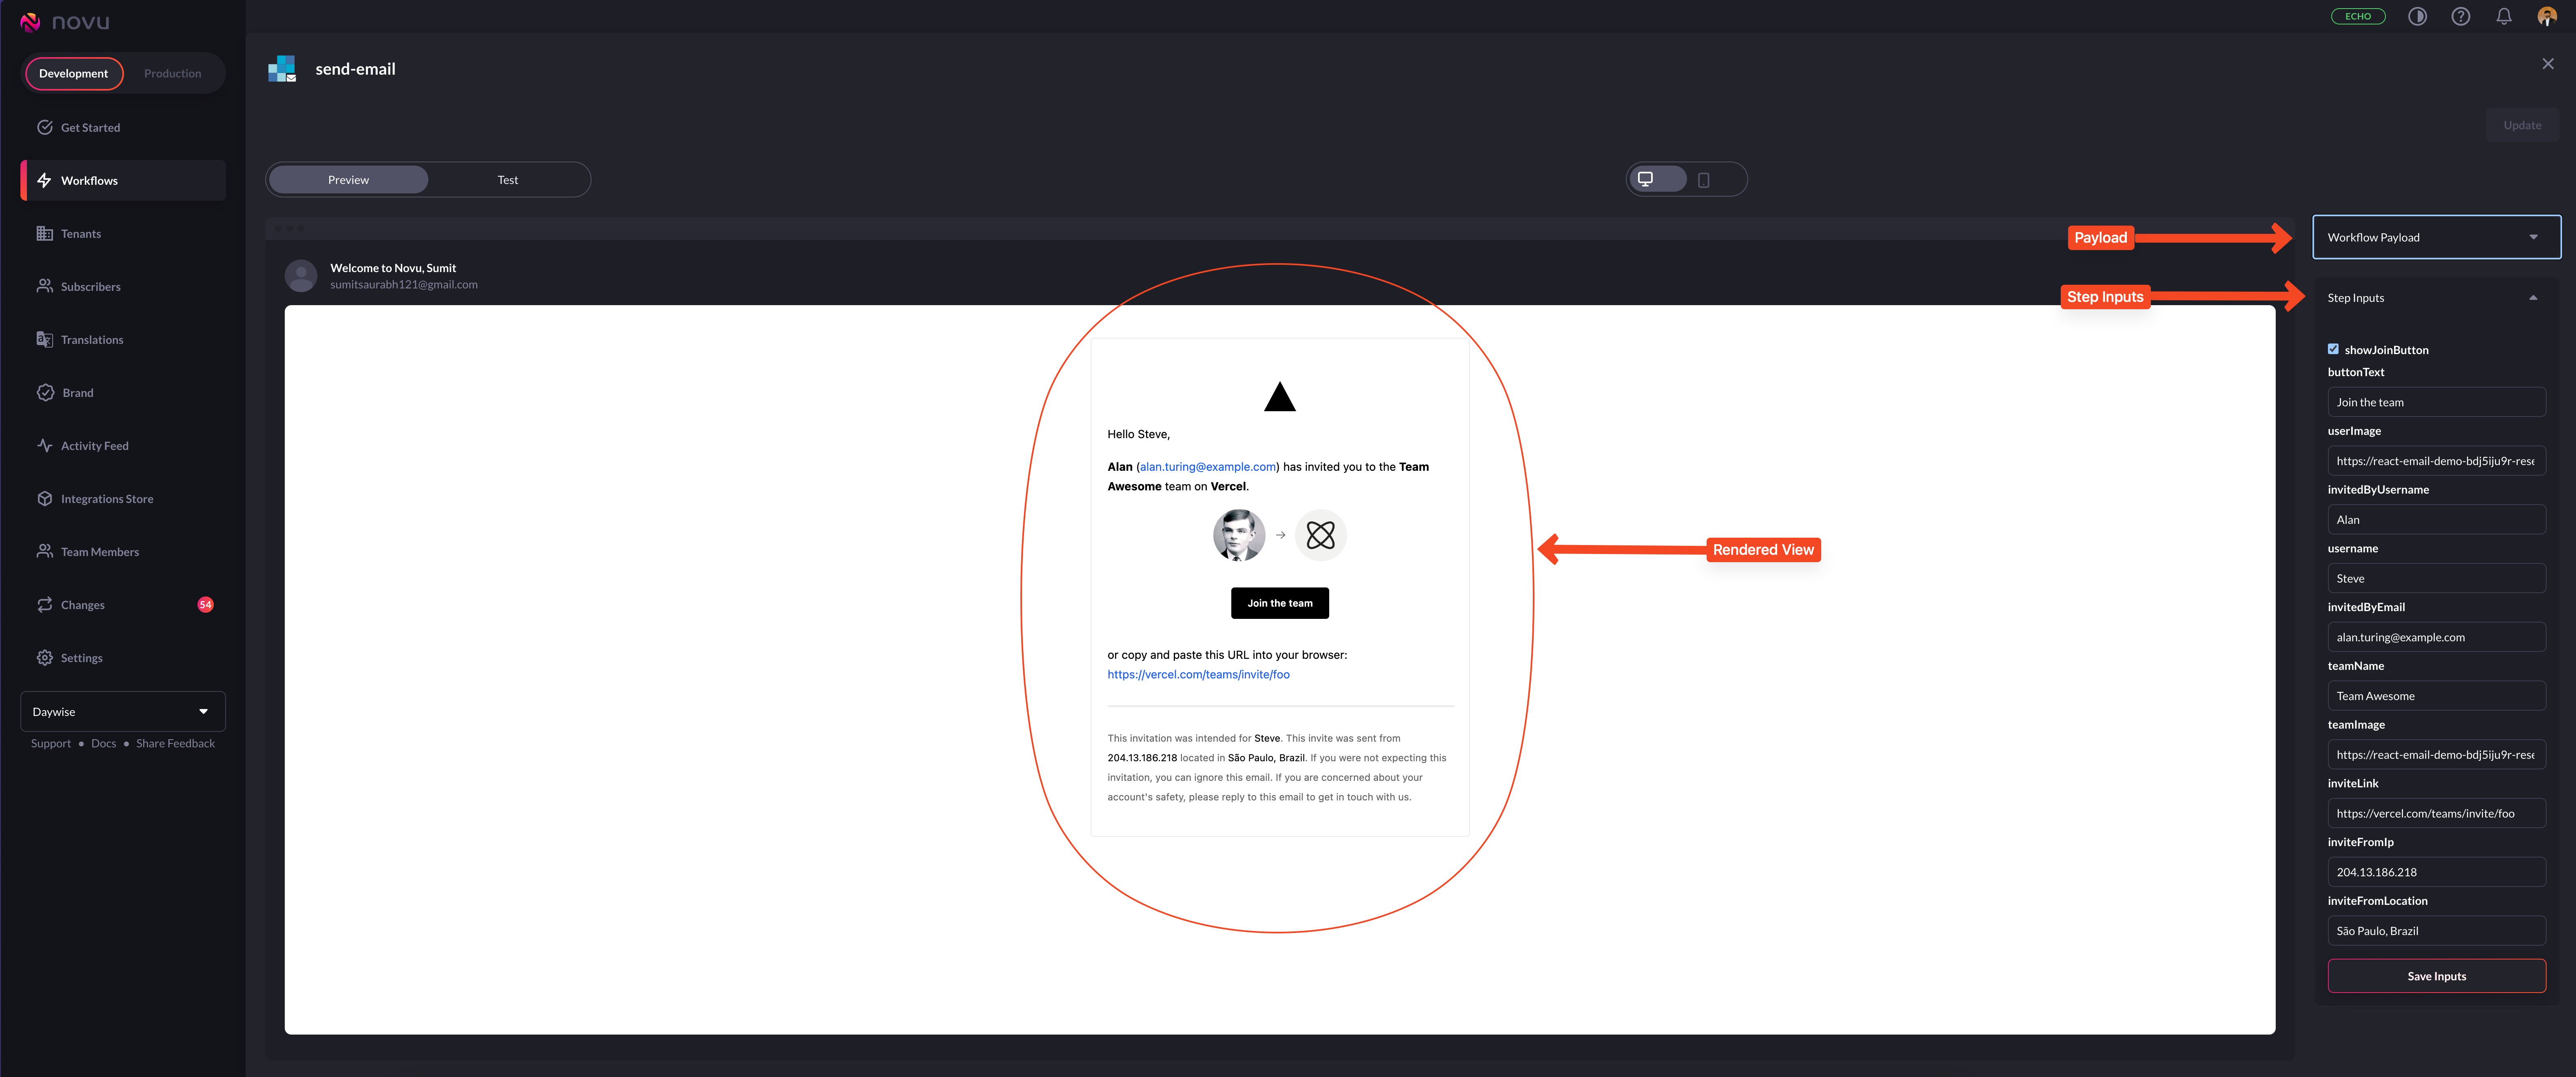 novu
ECHO
Development
Production
send-email
Get Started
Update
Workflows
Preview
Test
Tenants
Payload
Workflow Payload
Welcome to Novu, Sumit
sumitsaurabh121@gmail.com
Subscribers
Step Inputs
Step Inputs
Translations
showJoinButton
buttonText
Join the team
Brand
userImage
Hello Steve,
Activity Feed
https://react-email-demo-bdj5iju9r-rese
Alan (alan.turing@example.com) has invited you to the Team
Awesome team on Vercel.
invitedByUsername
Integrations Store
Alan
Team Members
Rendered View
username
Steve
Changes
54
Join the team
invitedByEmail
alan.turing@example.com
Settings
or copy and paste this URL into your browser:
https://vercel.com/teams/invite/foo
teamName
Team Awesome
Daywise
teamImage
Support • Docs • Share Feedback
This invitation was intended for Steve. This invite was sent from
204.13.186.218 located in São Paulo, Brazil. If you were not expecting this
invitation, you can ignore this email. If you are concerned about your
account's safety, please reply to this email to get in touch with us.
https://react-email-demo-bdj5iju9r-rese
inviteLink
https://vercel.com/teams/invite/foo
inviteFromIp
204.13.186.218
inviteFromLocation
São Paulo, Brazil
Save Inputs